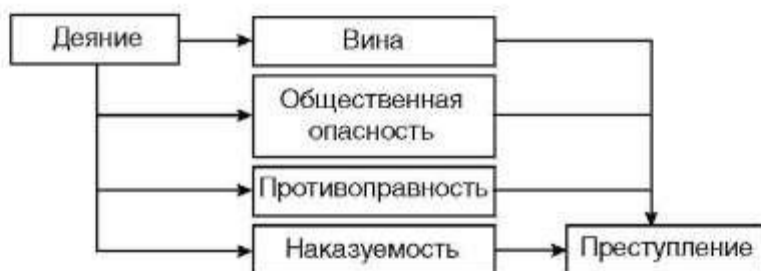 Деяние
Вина
Общественная
опасность
Противоправность
Наказуемость
Преступление